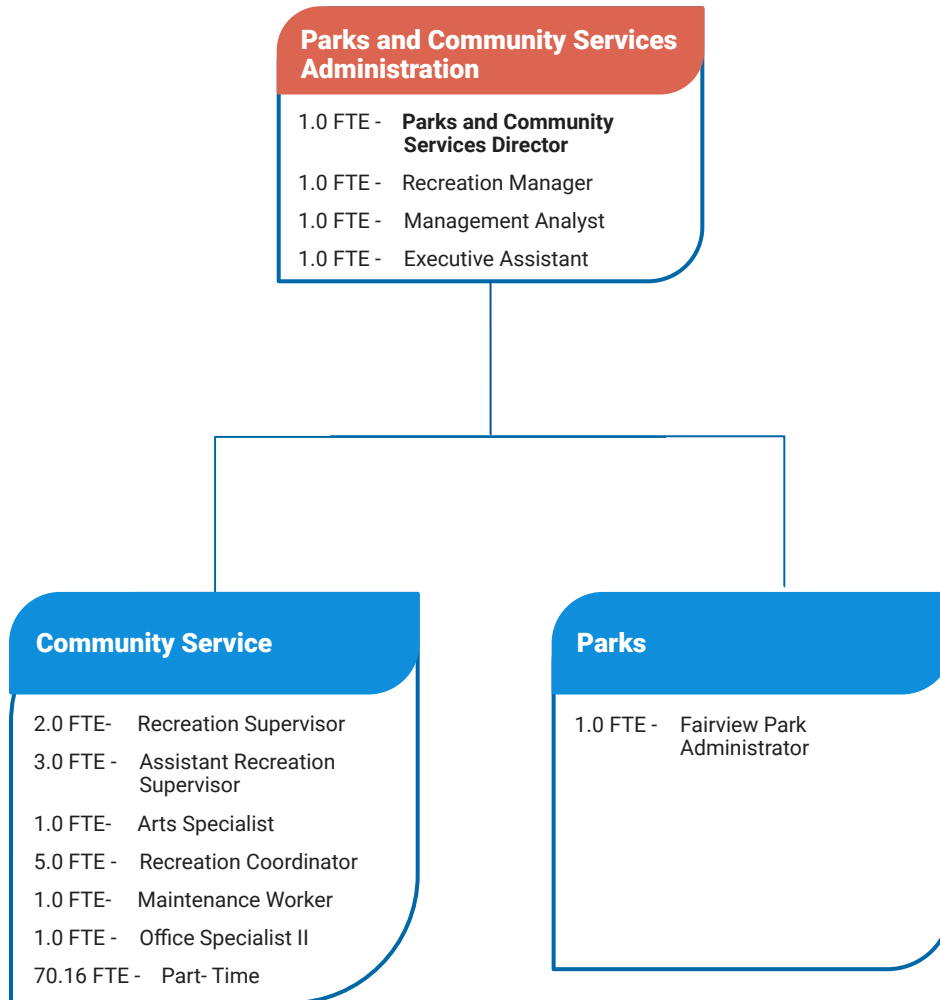 Parks and Community Services
Administration
1.0 FTE - Parks and Community
Services Director
1.0 FTE - Recreation Manager
1.0 FTE - Management Analyst
1.0 FTE - Executive Assistant
Community Service
2.0 FTE- Recreation Supervisor
3.0 FTE - Assistant Recreation
Supervisor
1.0 FTE- Arts Specialist
5.0 FTE - Recreation Coordinator
1.0 FTE- Maintenance Worker
1.0 FTE - Office Specialist II
70.16 FTE - Part- Time
Parks
1.0 FTE - Fairview Park
Administrator